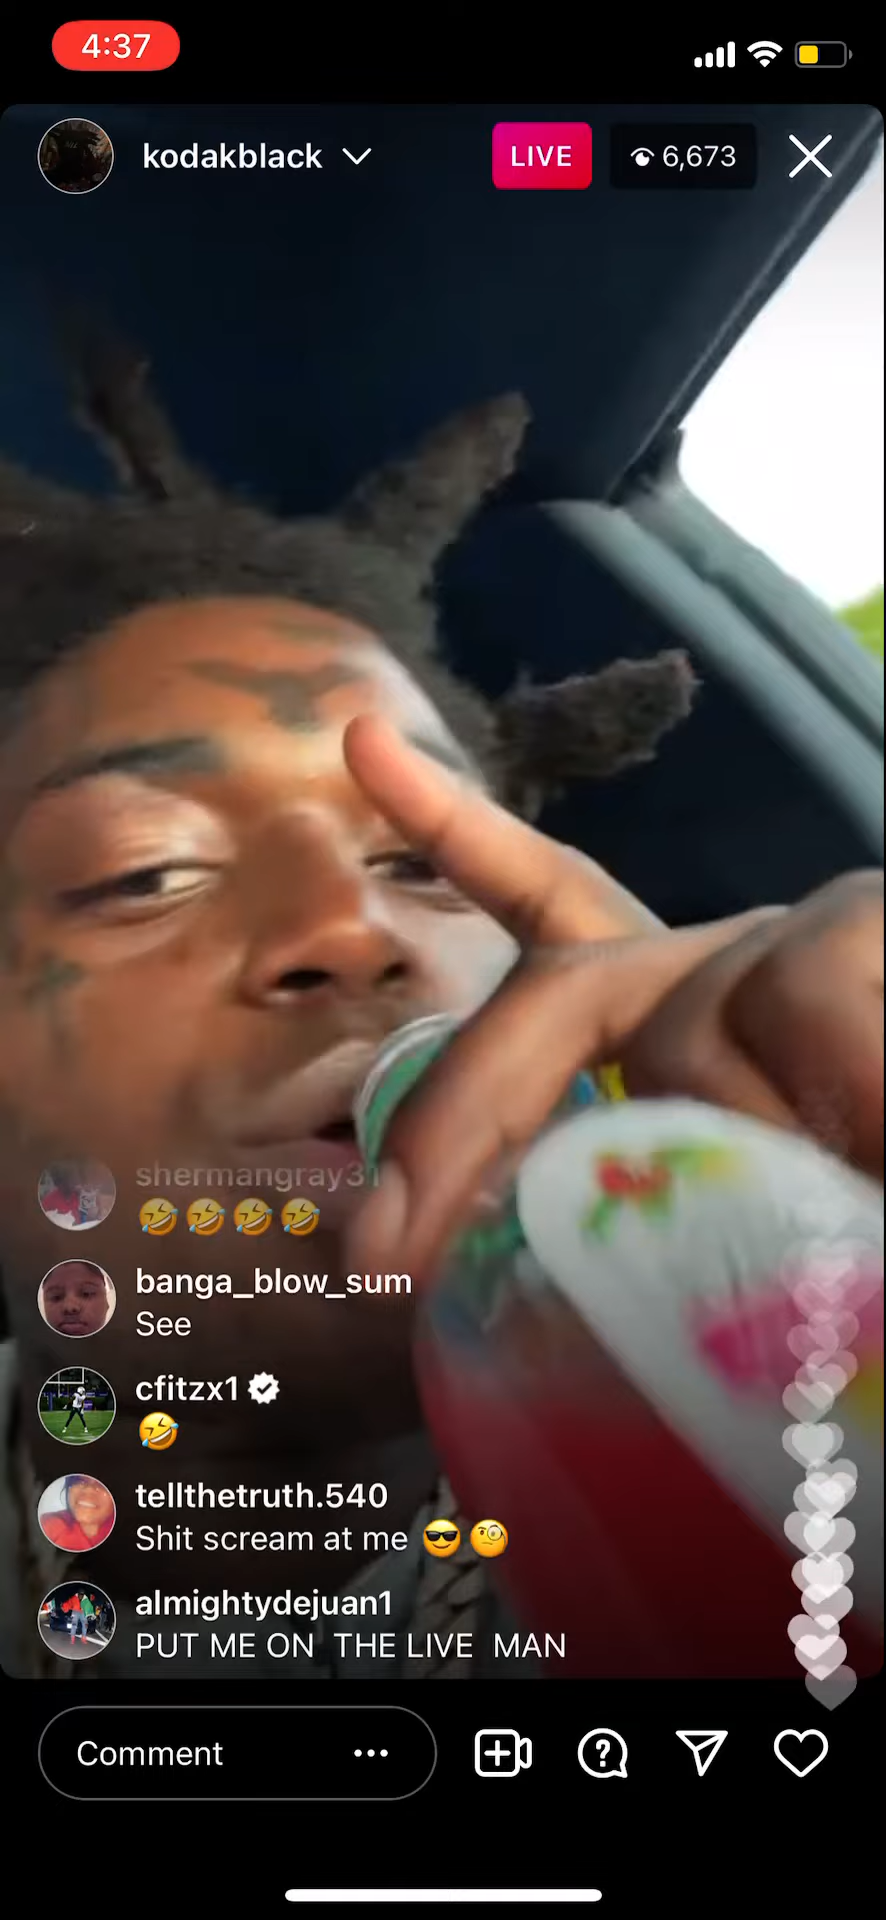 4:37
kodakblack
LIVE
6,673
shermangray31
🤣🤣🤣🤣
banga_blow_sum
See
cfitzx1
🤣
tellthetruth.540
Shit scream at me 😎🧐
almightydejuan1
PUT ME ON THE LIVE MAN
Comment